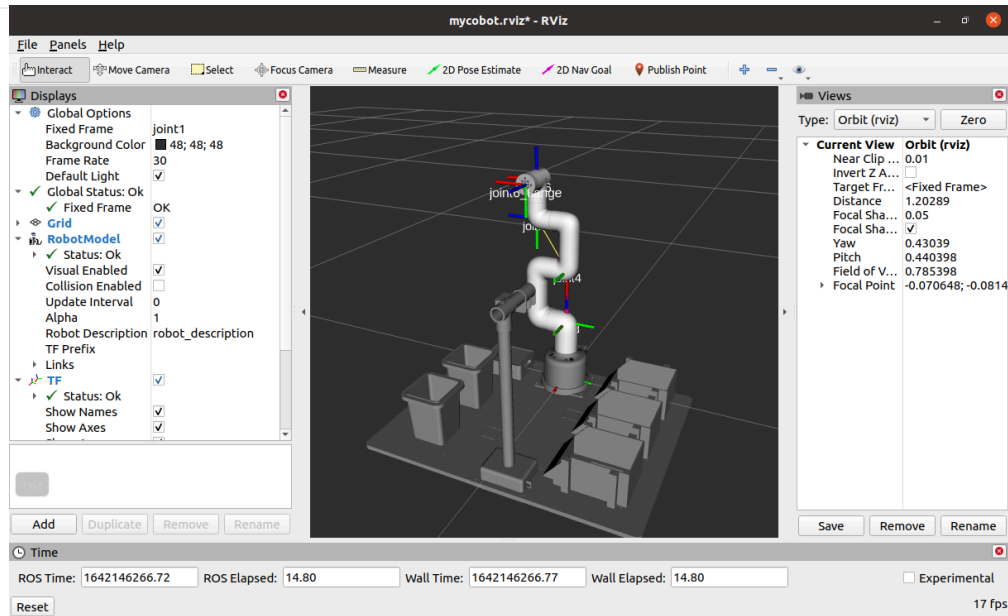 mycobot.rviz* - RViz
File Panels Help
Interact Move Camera Select Focus Camera Measure 2D Pose Estimate 2D Nav Goal Publish Point
Displays
Global Options
Fixed Frame joint1
Background Color 48; 48; 48
Frame Rate 30
Default Light
Global Status: Ok
Fixed Frame OK
Grid
RobotModel
Status: Ok
Visual Enabled
Collision Enabled
Update Interval 0
Alpha 1
Robot Description robot_description
TF Prefix
Links
TF
Status: Ok
Show Names
Show Axes
Add Duplicate Remove Rename
Views
Type: Orbit (rviz) Zero
Current View Orbit (rviz)
Near Clip ... 0.01
Invert Z A...
Target Fr... <Fixed Frame>
Distance 1.20289
Focal Sha... 0.05
Focal Sha...
Yaw 0.43039
Pitch 0.440398
Field of V... 0.785398
Focal Point -0.070648; -0.0814
Save Remove Rename
Time
ROS Time: 1642146266.72 ROS Elapsed: 14.80 Wall Time: 1642146266.77 Wall Elapsed: 14.80 Experimental
Reset 17 fps